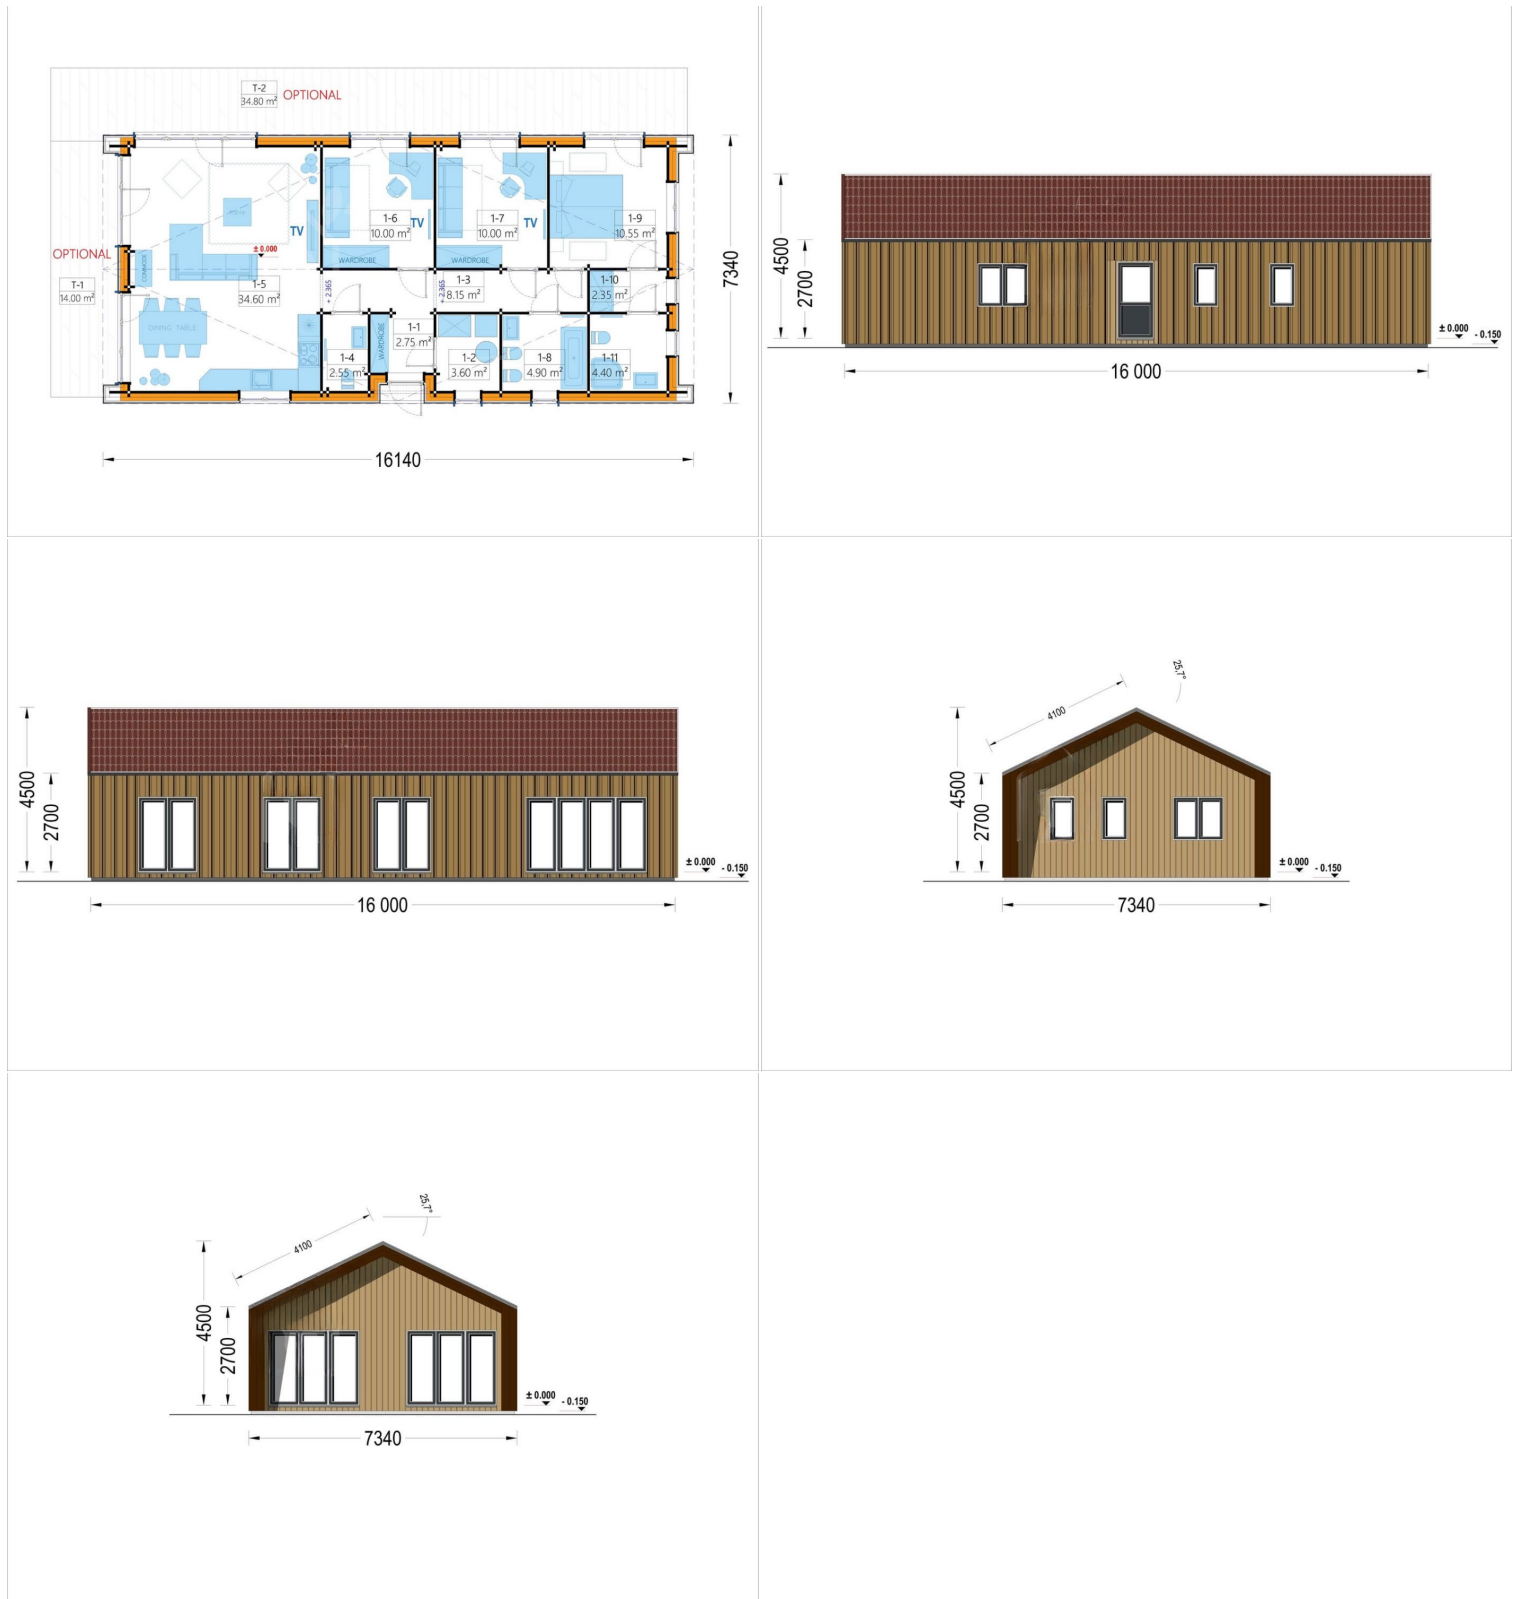 T-2
34.80 m²
OPTIONAL
1-6
10.00 m²
TV
1-7
10.00 m²
TV
1-9
10.55 m²
TV
OPTIONAL
± 0.000
COMMODE
WARDROBE
WARDROBE
T-1
14.00 m²
1-5
34.60 m²
+ 2.365
+ 2.365
1-3
8.15 m²
1-10
2.35 m²
DINING TABLE
WARDROBE
1-1
2.75 m²
1-4
2.55 m²
1-2
3.60 m²
1-8
4.90 m²
1-11
4.40 m²
7340
16140
4500
2700
± 0.000
- 0.150
16 000
4500
2700
± 0.000
- 0.150
16 000
25,7°
4100
4500
2700
± 0.000
- 0.150
7340
25,7°
4100
4500
2700
± 0.000
- 0.150
7340